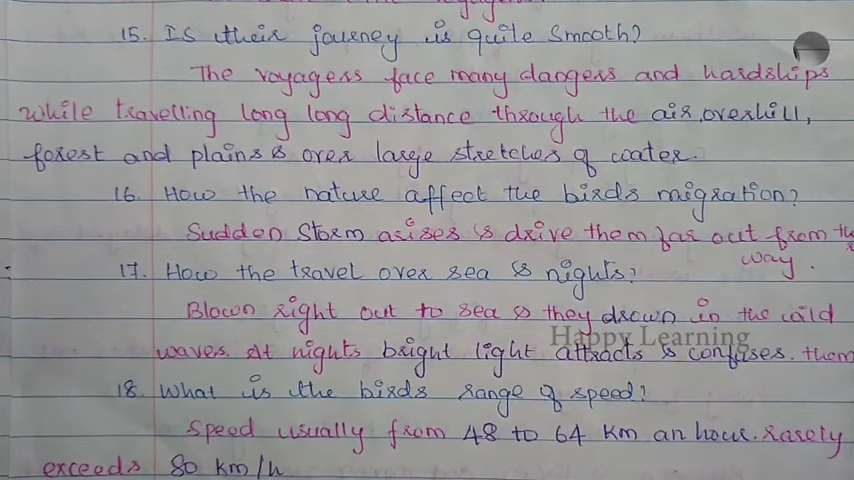 15. Is their journey is quite smooth?
The voyagers face many dangers and hardships
while travelling long long distance through the air, overhill,
forest and plains & over large stretches of water.
16. How the nature affect the birds migration?
Sudden Storm arises & drive them far out from the
way.
17. How the travel over sea & nights?
Blown right out to sea & they drown in the wild
waves. At nights bright light attracts & confuses. them
Happy Learning
18. What is the birds range of speed?
Speed usually from 48 to 64 Km an hour. rarely
exceeds 80 km/h